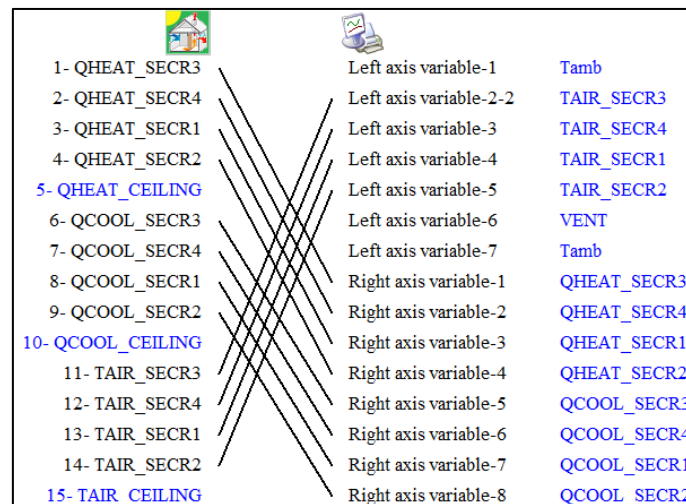 1- QHEAT_SECR3 Left axis variable-1 Tamb
2- QHEAT_SECR4 Left axis variable-2-2 TAIR_SECR3
3- QHEAT_SECR1 Left axis variable-3 TAIR_SECR4
4- QHEAT_SECR2 Left axis variable-4 TAIR_SECR1
5- QHEAT_CEILING Left axis variable-5 TAIR_SECR2
6- QCOOL_SECR3 Left axis variable-6 VENT
7- QCOOL_SECR4 Left axis variable-7 Tamb
8- QCOOL_SECR1 Right axis variable-1 QHEAT_SECR3
9- QCOOL_SECR2 Right axis variable-2 QHEAT_SECR4
10- QCOOL_CEILING Right axis variable-3 QHEAT_SECR1
11- TAIR_SECR3 Right axis variable-4 QHEAT_SECR2
12- TAIR_SECR4 Right axis variable-5 QCOOL_SECR3
13- TAIR_SECR1 Right axis variable-6 QCOOL_SECR4
14- TAIR_SECR2 Right axis variable-7 QCOOL_SECR1
15- TAIR_CEILING Right axis variable-8 QCOOL_SECR2